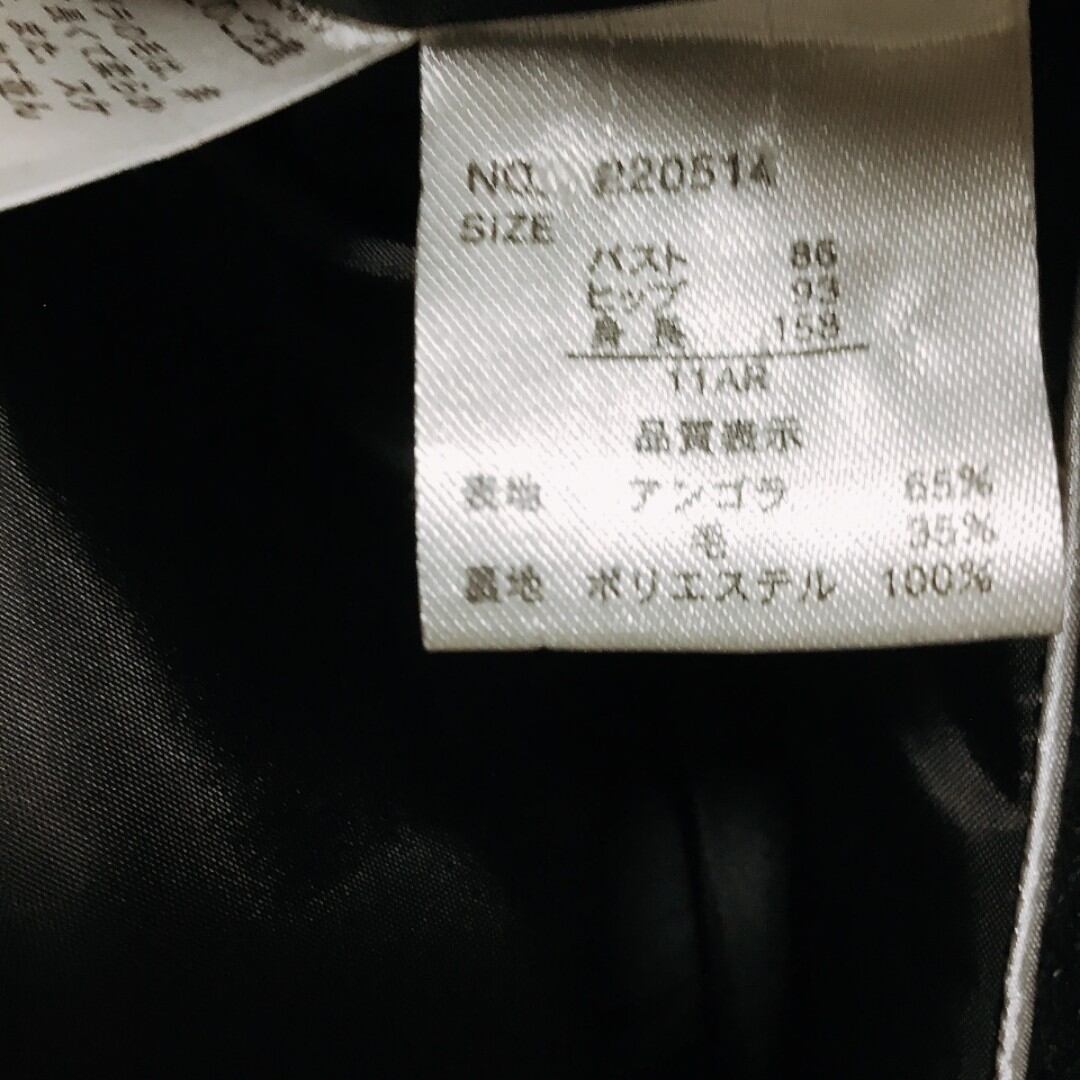 NO. 220514
SIZE
バスト 86
ヒップ 93
身長 158
11AR
品質表示
表地 アンゴラ 65%
毛 35%
裏地 ポリエステル 100%